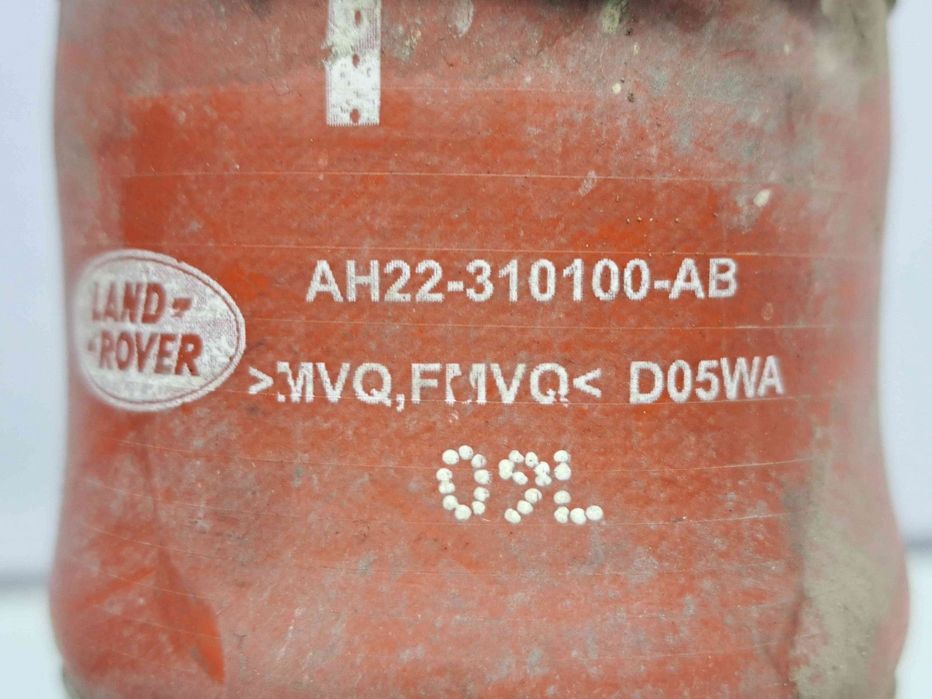 LAND-
-ROVER
AH22-310100-AB
>MVQ,FMVQ< D05WA
09L